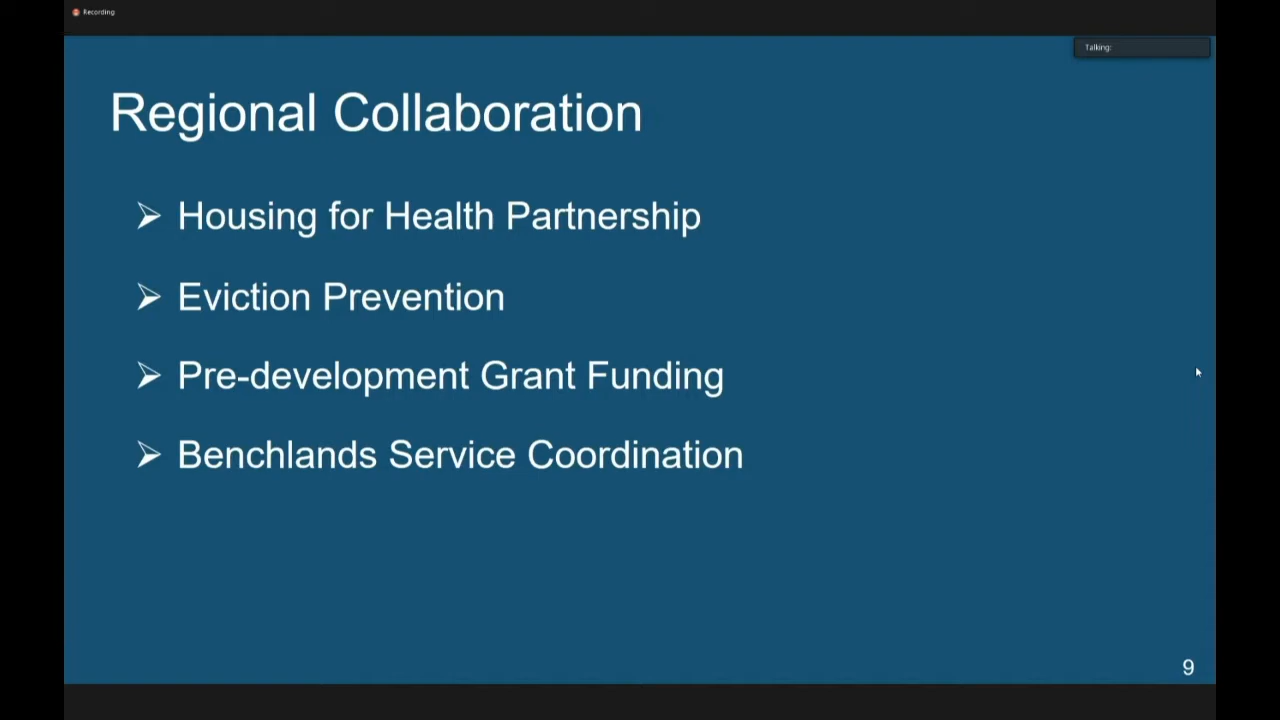 Recording
Talking:
Regional Collaboration
➢ Housing for Health Partnership
➢ Eviction Prevention
➢ Pre-development Grant Funding
➢ Benchlands Service Coordination
9